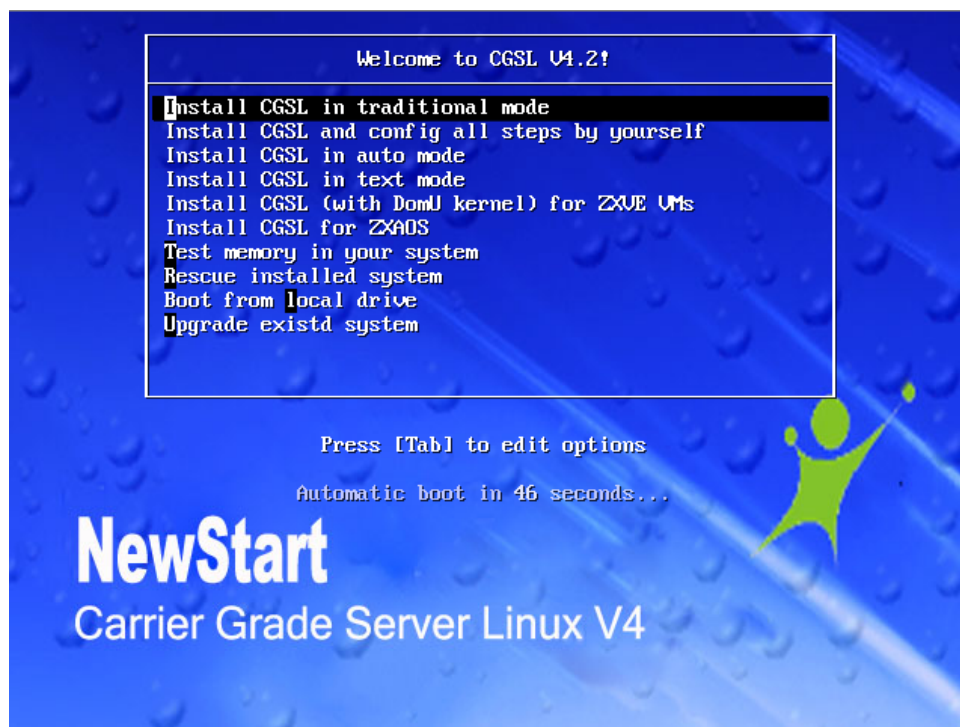 Welcome to CGSL V4.2!
Install CGSL in traditional mode
Install CGSL and config all steps by yourself
Install CGSL in auto mode
Install CGSL in text mode
Install CGSL (with DomU kernel) for ZXVE VMs
Install CGSL for ZXAOS
Test memory in your system
Rescue installed system
Boot from local drive
Upgrade existd system
Press [Tab] to edit options
Automatic boot in 46 seconds...
NewStart
Carrier Grade Server Linux V4